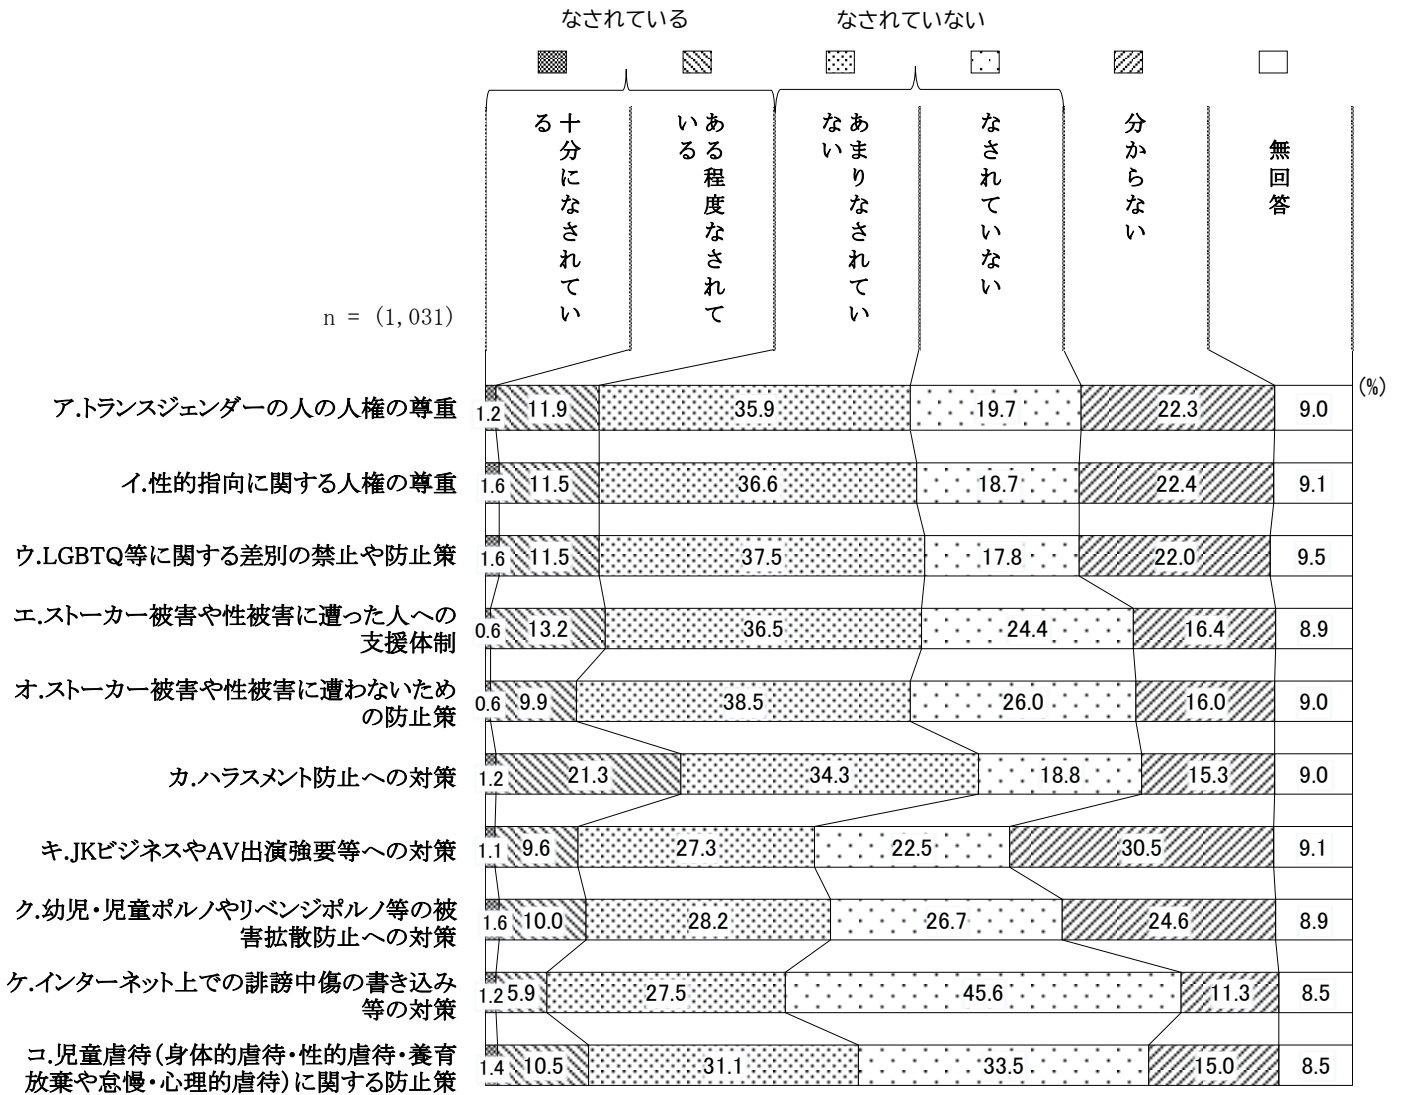 なされている
なされていない
十分になされてい
る
ある程度なされて
いる
あまりなされてい
ない
なされていない
分からない
無回答
n = (1,031)
(%)
ア.トランスジェンダーの人の人権の尊重
1.2 11.9 35.9 19.7 22.3 9.0
イ.性的指向に関する人権の尊重
1.6 11.5 36.6 18.7 22.4 9.1
ウ.LGBTQ等に関する差別の禁止や防止策
1.6 11.5 37.5 17.8 22.0 9.5
エ.ストーカー被害や性被害に遭った人への
支援体制
0.6 13.2 36.5 24.4 16.4 8.9
オ.ストーカー被害や性被害に遭わないため
の防止策
0.6 9.9 38.5 26.0 16.0 9.0
カ.ハラスメント防止への対策
1.2 21.3 34.3 18.8 15.3 9.0
キ.JKビジネスやAV出演強要等への対策
1.1 9.6 27.3 22.5 30.5 9.1
ク.幼児・児童ポルノやリベンジポルノ等の被
害拡散防止への対策
1.6 10.0 28.2 26.7 24.6 8.9
ケ.インターネット上での誹謗中傷の書き込み
等の対策
1.2 5.9 27.5 45.6 11.3 8.5
コ.児童虐待(身体的虐待・性的虐待・養育
放棄や怠慢・心理的虐待)に関する防止策
1.4 10.5 31.1 33.5 15.0 8.5